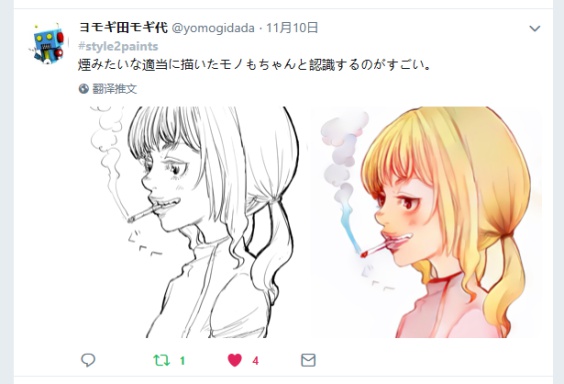 ヨモギ田モギ代 @yomogidada · 11月10日
#style2paints
煙みたいな適当に描いたモノもちゃんと認識するのがすごい。
翻译推文
1 4